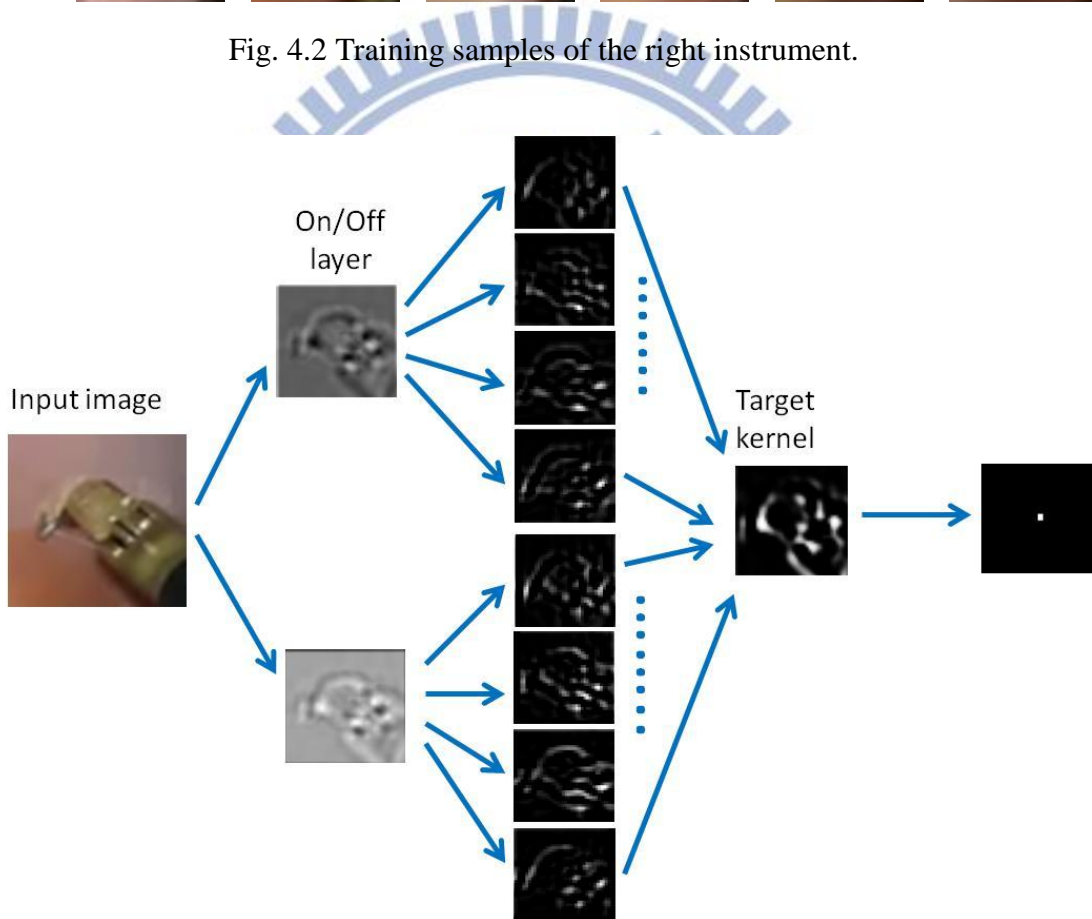 Fig. 4.2 Training samples of the right instrument.
On/Off
layer
Input image
Target
kernel